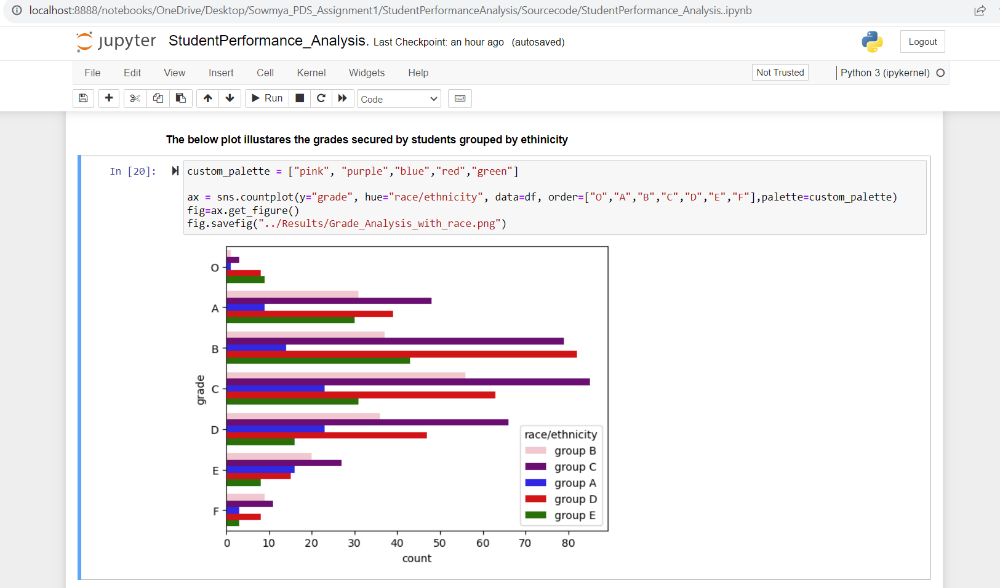 localhost:8888/notebooks/OneDrive/Desktop/Sowmya_PDS_Assignment1/StudentPerformanceAnalysis/Sourcecode/StudentPerformance_Analysis..ipynb
jupyter StudentPerformance_Analysis. Last Checkpoint: an hour ago (autosaved) Logout
File Edit View Insert Cell Kernel Widgets Help Not Trusted Python 3 (ipykernel)
Run Code
The below plot illustares the grades secured by students grouped by ethinicity
In [20]: custom_palette = ["pink", "purple","blue","red","green"]
ax = sns.countplot(y="grade", hue="race/ethnicity", data=df, order=["O","A","B","C","D","E","F"],palette=custom_palette)
fig=ax.get_figure()
fig.savefig("../Results/Grade_Analysis_with_race.png")
O
A
B
C
D
E
F
grade
race/ethnicity
group B
group C
group A
group D
group E
0 10 20 30 40 50 60 70 80
count